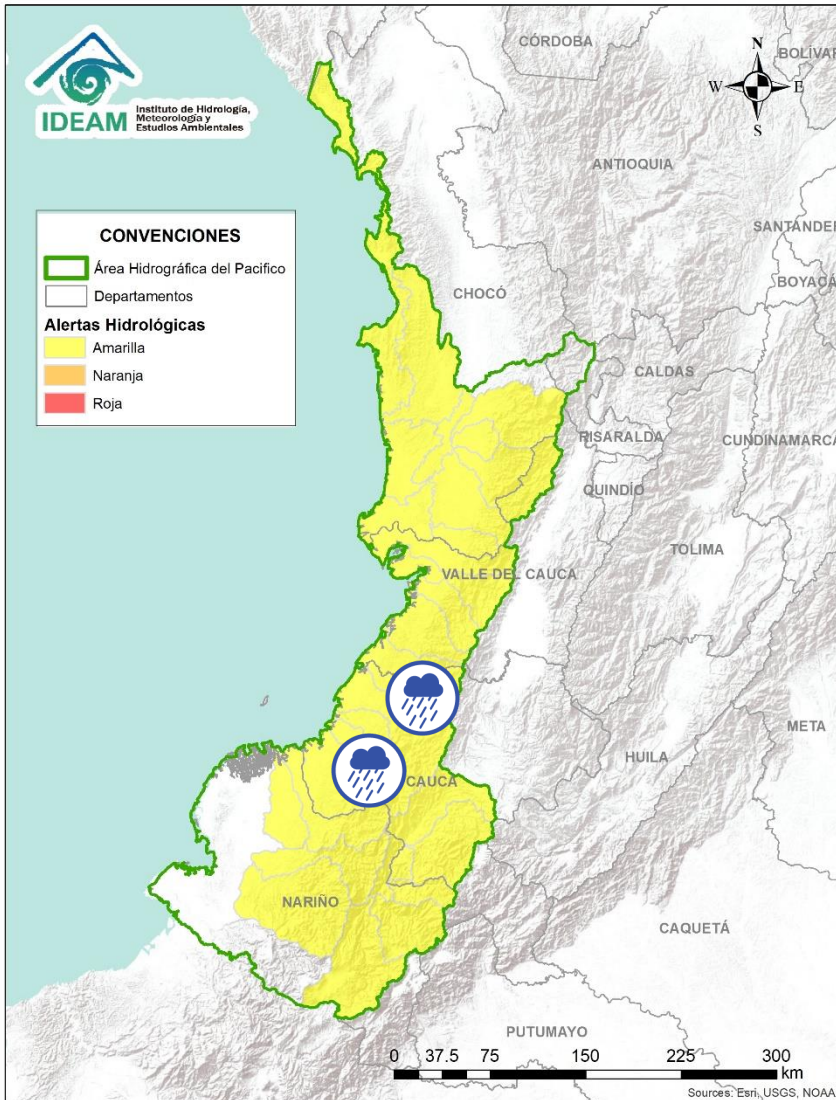 IDEAM
Instituto de Hidrología,
Meteorología y
Estudios Ambientales
CÓRDOBA
BOLÍVAR
N
W
E
S
ANTIOQUIA
SANTANDER
CONVENCIONES
Área Hidrográfica del Pacifico
Departamentos
Alertas Hidrológicas
Amarilla
Naranja
Roja
BOYACÁ
CHOCÓ
CALDAS
RISARALDA
CUNDINAMARCA
QUINDÍO
TOLIMA
VALLE DEL CAUCA
META
HUILA
CAUCA
NARIÑO
CAQUETÁ
PUTUMAYO
0 37.5 75 150 225 300
km
Sources: Esri, USGS, NOAA